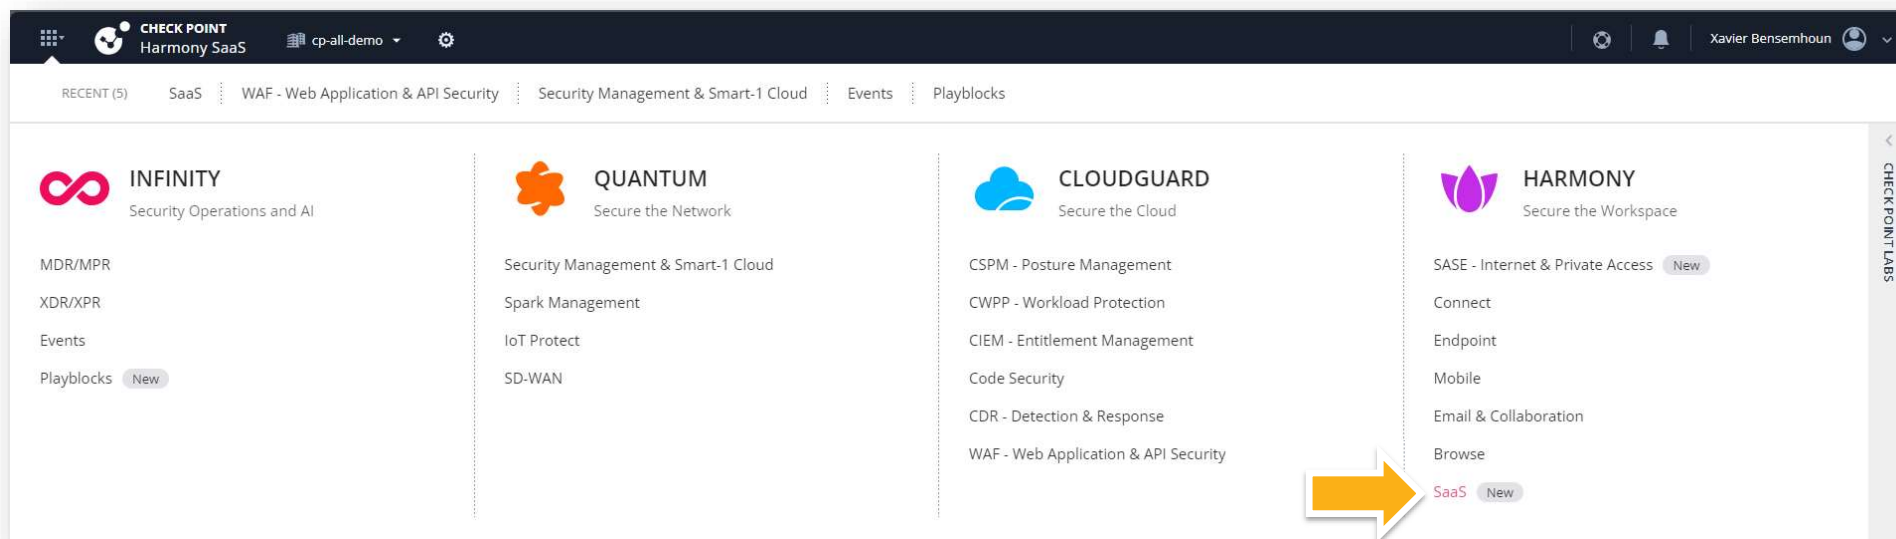 CHECK POINT
Harmony SaaS
cp-all-demo
Xavier Bensemhoun
RECENT (5)
SaaS
WAF - Web Application & API Security
Security Management & Smart-1 Cloud
Events
Playblocks
INFINITY
Security Operations and AI
MDR/MPR
XDR/XPR
Events
Playblocks New
QUANTUM
Secure the Network
Security Management & Smart-1 Cloud
Spark Management
IoT Protect
SD-WAN
CLOUDGUARD
Secure the Cloud
CSPM - Posture Management
CWPP - Workload Protection
CIEM - Entitlement Management
Code Security
CDR - Detection & Response
WAF - Web Application & API Security
HARMONY
Secure the Workspace
SASE - Internet & Private Access New
Connect
Endpoint
Mobile
Email & Collaboration
Browse
SaaS New
CHECK POINT LABS